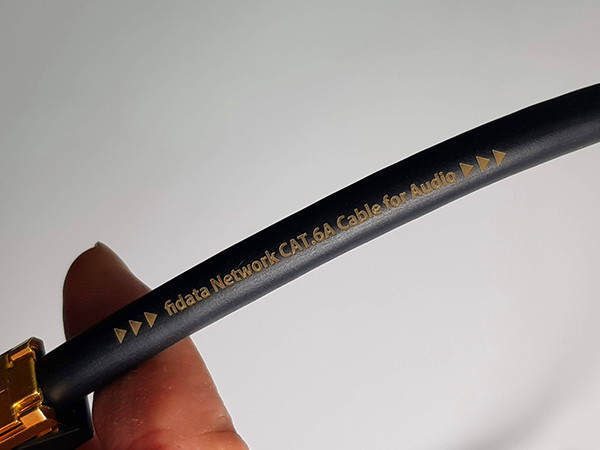 ▶▶▶ fidata Network CAT.6A Cable for Audio ▶▶▶